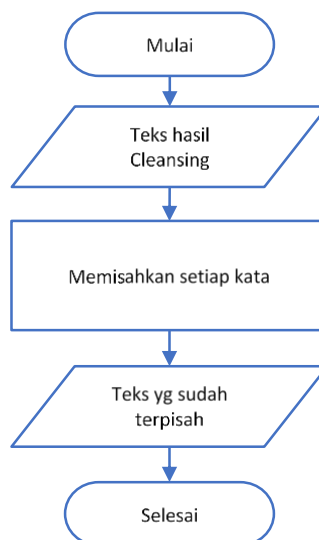 Mulai
Teks hasil
Cleansing
Memisahkan setiap kata
Teks yg sudah
terpisah
Selesai